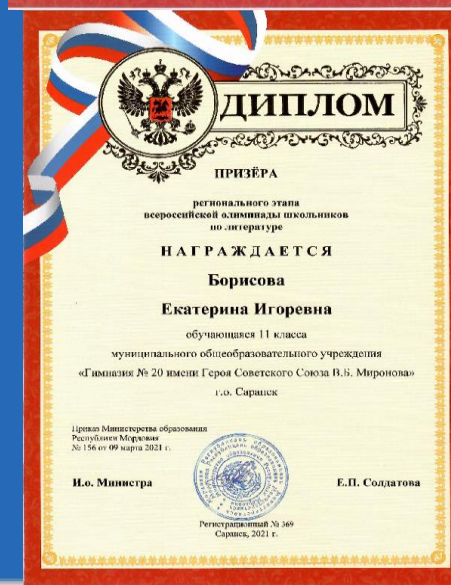 ДИПЛОМ
ПРИЗЁРА
регионального этапа
всероссийской олимпиады школьников
по литературе
НАГРАЖДАЕТСЯ
Борисова
Екатерина Игоревна
обучающаяся 11 класса
муниципального общеобразовательного учреждения
«Гимназия № 20 имени Героя Советского Союза В.Б. Миронова»
г.о. Саранск
Приказ Министерства образования
Республики Мордовия
№ 156 от 09 марта 2021 г.
И.о. Министра
Е.П. Солдатова
Регистрационный № 369
Саранск, 2021 г.